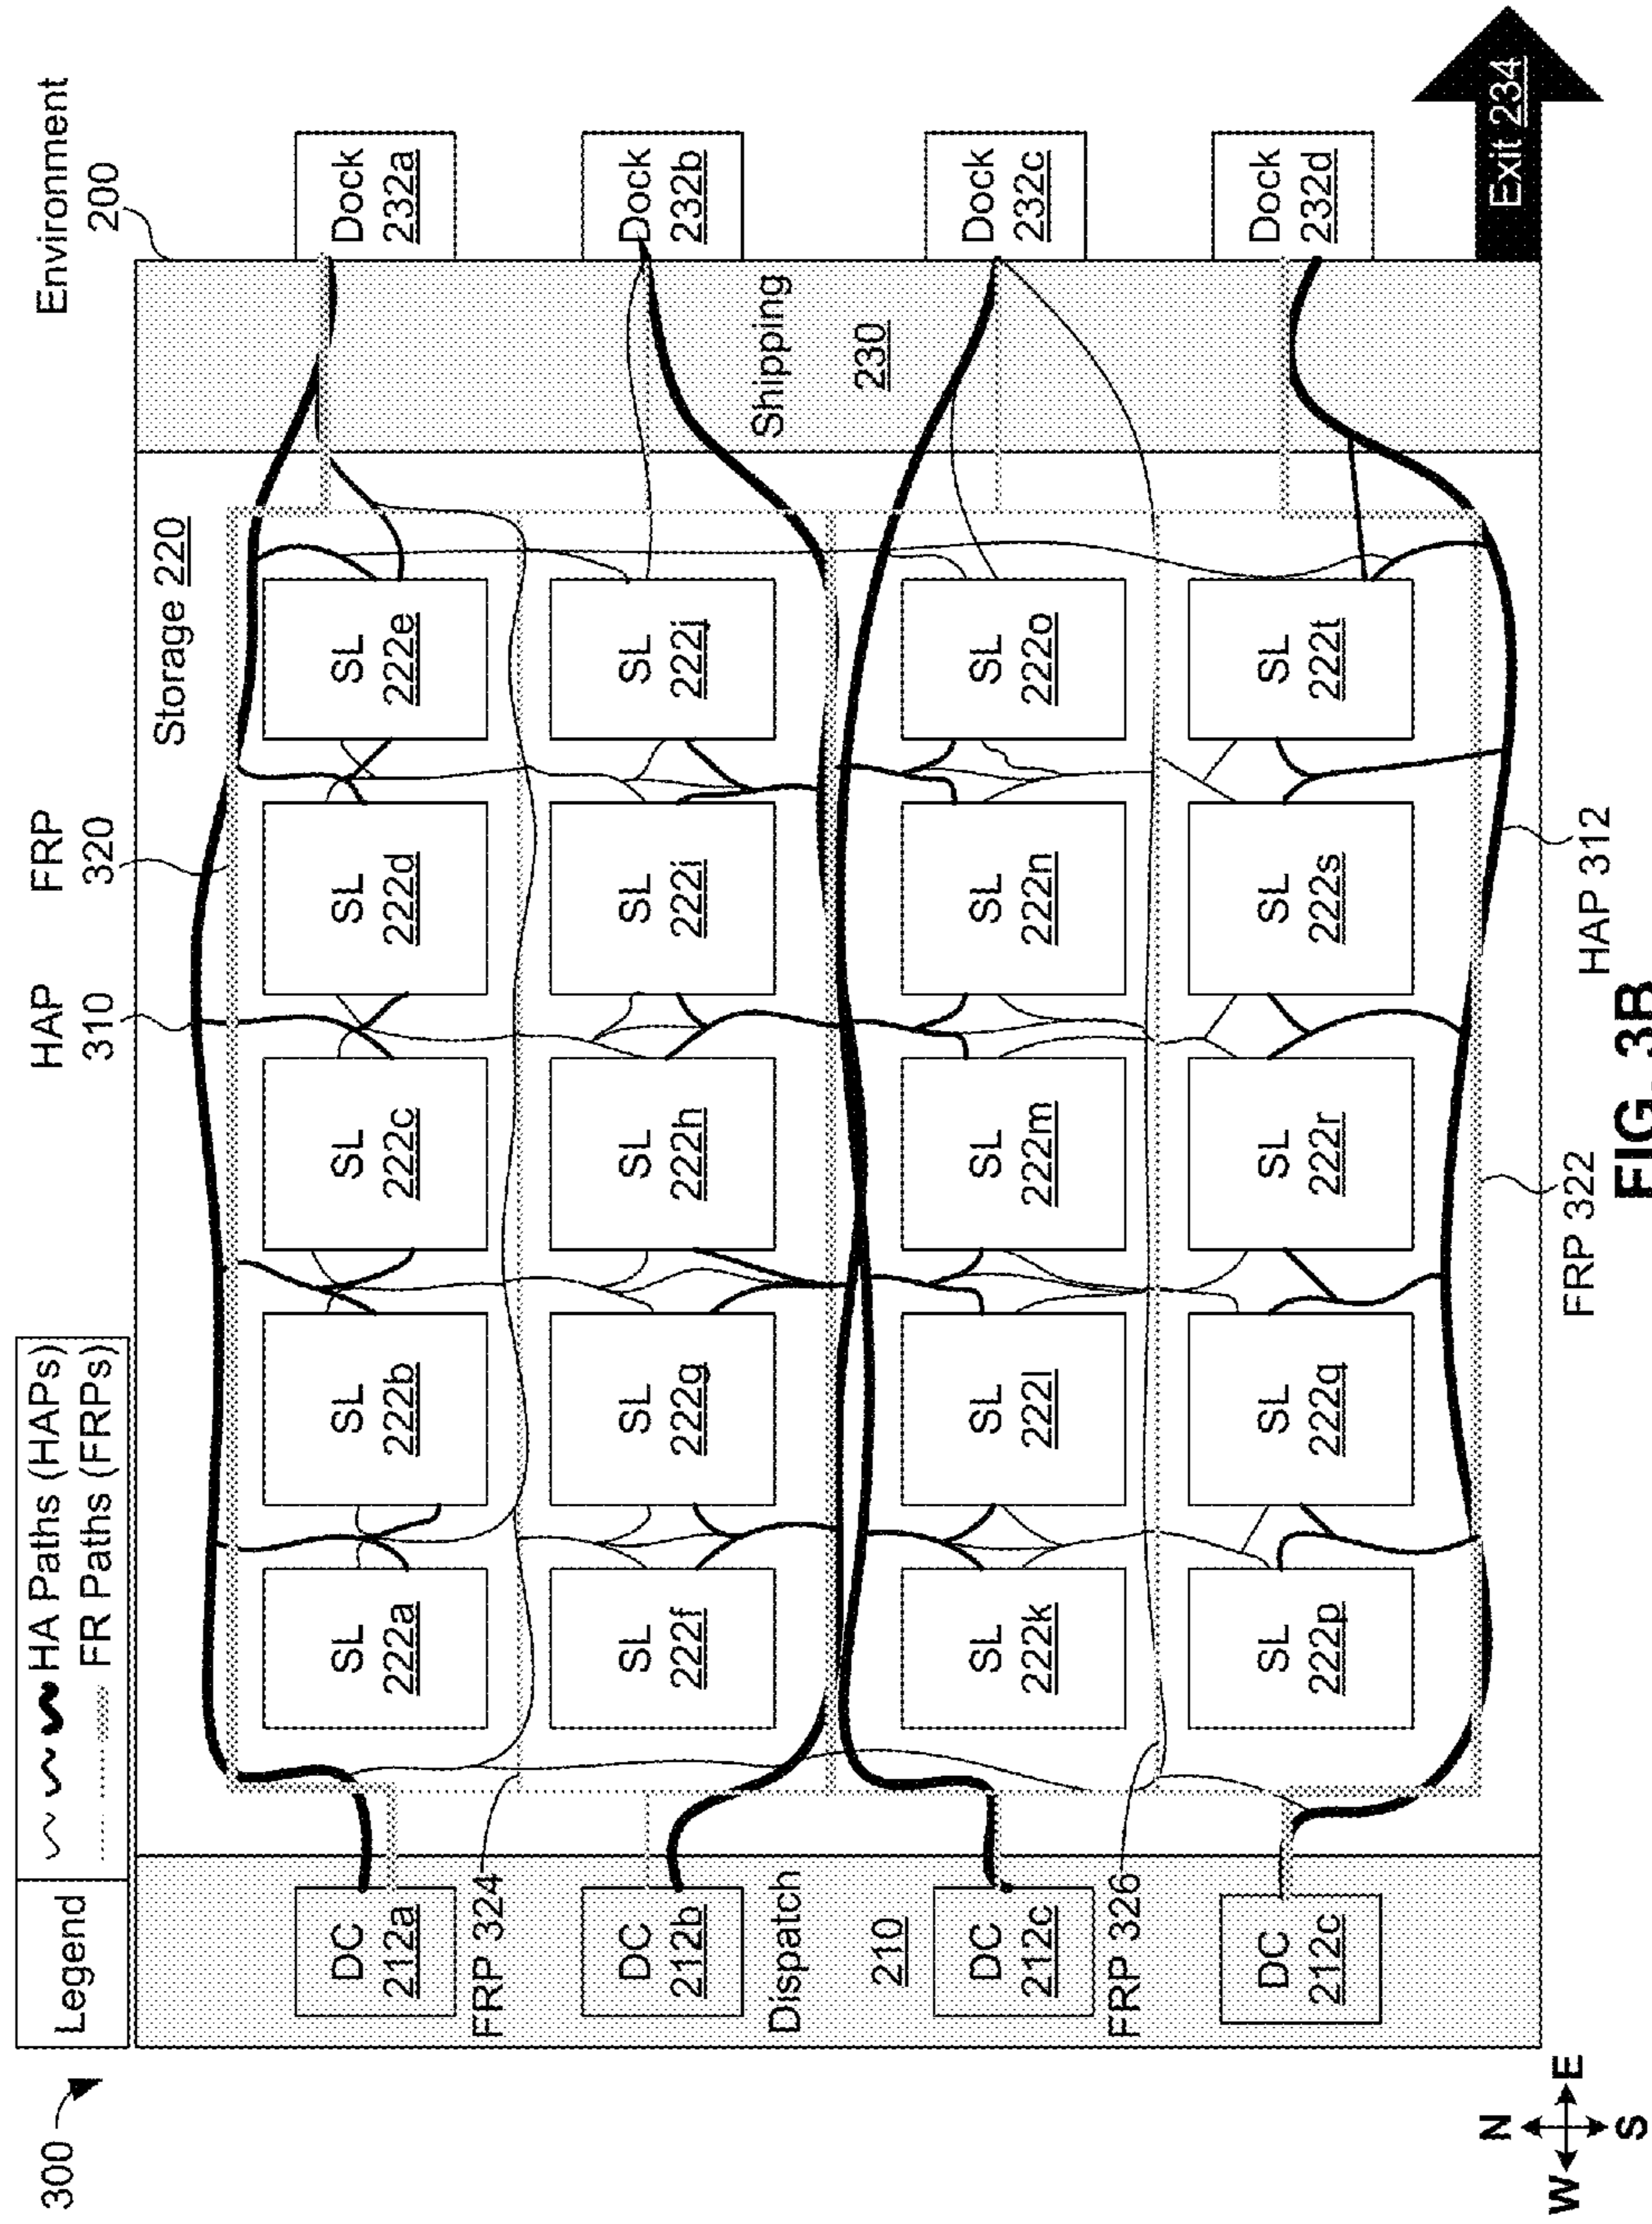 300
Legend
HA Paths (HAPs)
FR Paths (FRPs)
HAP
310
FRP
320
Environment
200
Storage 220
DC
212a
SL
222a
SL
222b
SL
222c
SL
222d
SL
222e
Dock
232a
FRP 324
DC
212b
SL
222f
SL
222g
SL
222h
SL
222i
SL
222j
Dock
232b
Dispatch
210
Shipping
230
DC
212c
SL
222k
SL
222l
SL
222m
SL
222n
SL
222o
Dock
232c
FRP 326
DC
212c
SL
222p
SL
222q
SL
222r
SL
222s
SL
222t
Dock
232d
Exit 234
N
W E
S
FRP 322
HAP 312
FIG. 3B